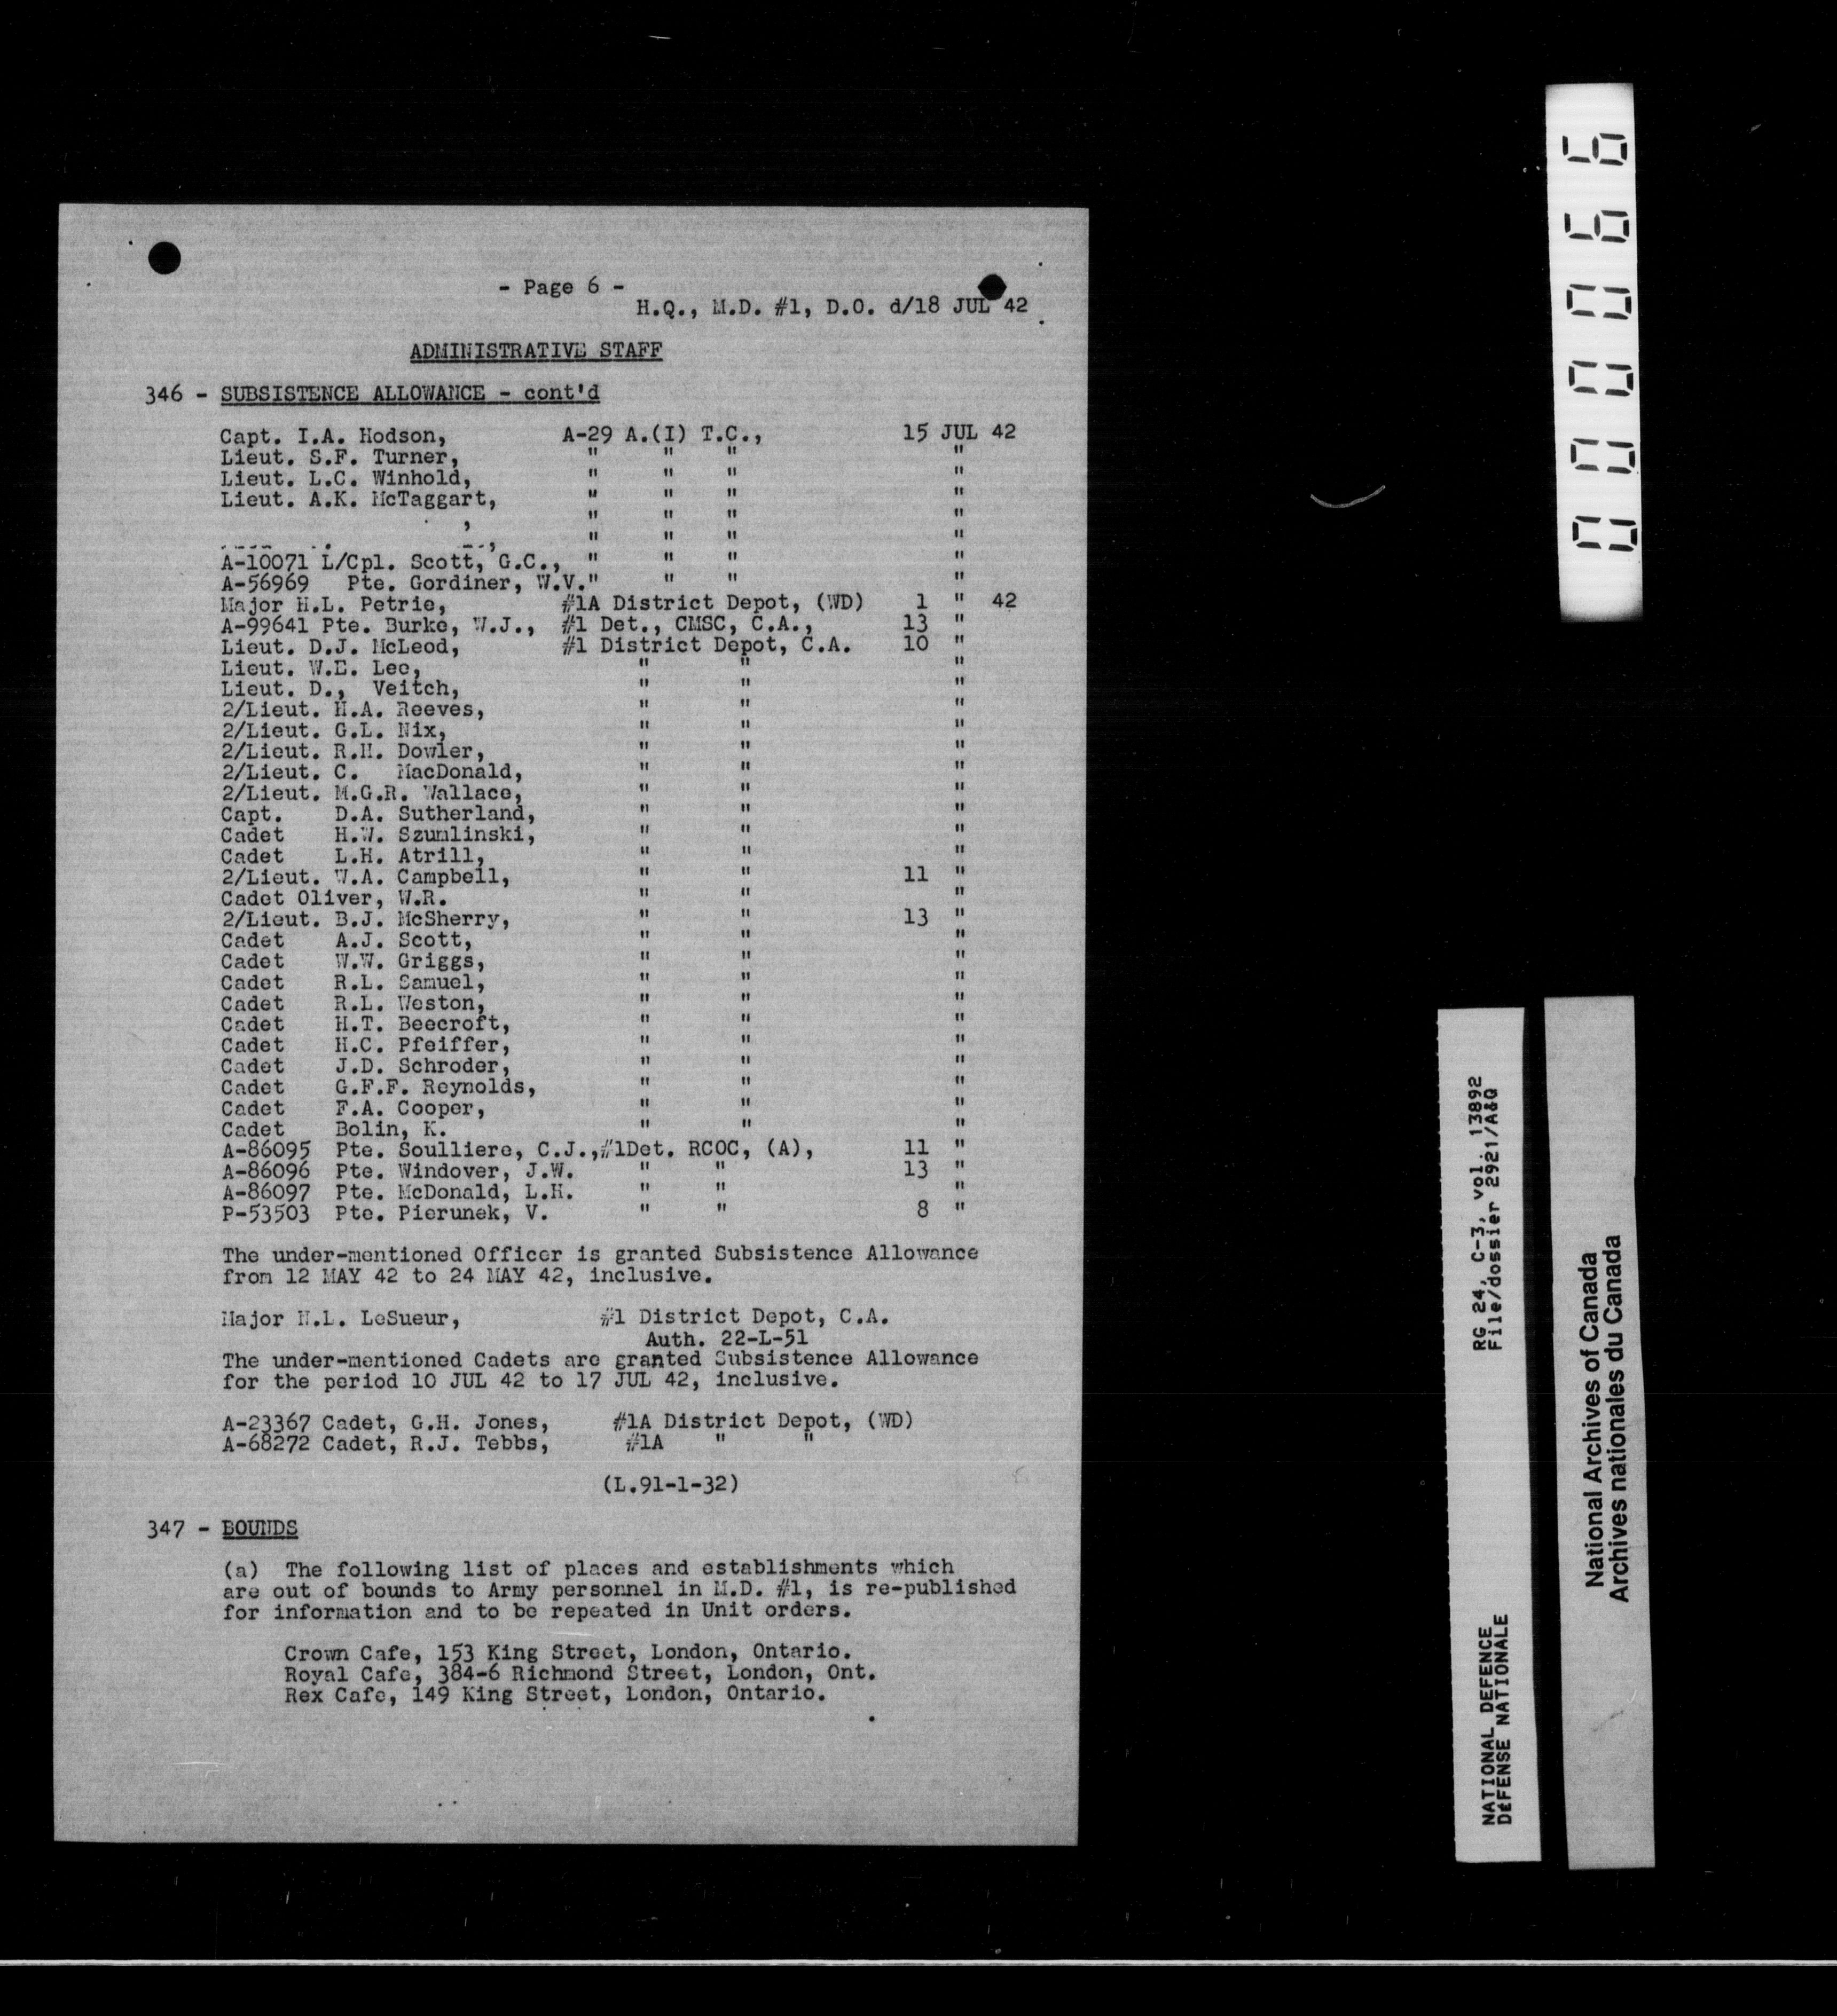 - Page 6 -
H.Q., M.D. #1, D.O. d/18 JUL 42
ADMINISTRATIVE STAFF
346 - SUBSISTENCE ALLOWANCE - cont'd
Capt. I.A. Hodson, A-29 A.(I) T.C., 15 JUL 42
Lieut. S.F. Turner, " " " "
Lieut. L.C. Winhold, " " " "
Lieut. A.K. McTaggart, " " " "
, " " " "
, " " " "
A-10071 L/Cpl. Scott, G.C., " " " "
A-56969 Pte. Gordiner, W.V." " " "
Major H.L. Petrie, #1A District Depot, (WD) 1 " 42
A-99641 Pte. Burke, W.J., #1 Det., CMSC, C.A., 13 "
Lieut. D.J. McLeod, #1 District Depot, C.A. 10 "
Lieut. W.E. Lee, " " "
Lieut. D., Veitch, " " "
2/Lieut. H.A. Reeves, " " "
2/Lieut. G.L. Nix, " " "
2/Lieut. R.H. Dowler, " " "
2/Lieut. C. MacDonald, " " "
2/Lieut. M.G.R. Wallace, " " "
Capt. D.A. Sutherland, " " "
Cadet H.W. Szumlinski, " " "
Cadet L.H. Atrill, " " "
2/Lieut. W.A. Campbell, " " 11 "
Cadet Oliver, W.R. " " "
2/Lieut. B.J. McSherry, " " 13 "
Cadet A.J. Scott, " " "
Cadet W.W. Griggs, " " "
Cadet R.L. Samuel, " " "
Cadet R.L. Weston, " " "
Cadet H.T. Beecroft, " " "
Cadet H.C. Pfeiffer, " " "
Cadet J.D. Schroder, " " "
Cadet G.F.F. Reynolds, " " "
Cadet F.A. Cooper, " " "
Cadet Bolin, K. " " "
A-86095 Pte. Soulliere, C.J.,#1Det. RCOC, (A), 11 "
A-86096 Pte. Windover, J.W. " " 13 "
A-86097 Pte. McDonald, L.H. " " "
P-53503 Pte. Pierunek, V. " " 8 "
The under-mentioned Officer is granted Subsistence Allowance
from 12 MAY 42 to 24 MAY 42, inclusive.
Major N.L. LeSueur, #1 District Depot, C.A.
Auth. 22-L-51
The under-mentioned Cadets are granted Subsistence Allowance
for the period 10 JUL 42 to 17 JUL 42, inclusive.
A-23367 Cadet, G.H. Jones, #1A District Depot, (WD)
A-68272 Cadet, R.J. Tebbs, #1A " "
(L.91-1-32)
347 - BOUNDS
(a) The following list of places and establishments which
are out of bounds to Army personnel in M.D. #1, is re-published
for information and to be repeated in Unit orders.
Crown Cafe, 153 King Street, London, Ontario.
Royal Cafe, 384-6 Richmond Street, London, Ont.
Rex Cafe, 149 King Street, London, Ontario.
000066
NATIONAL DEFENCE RG 24, C-3, vol. 13892
DÉFENSE NATIONALE File/dossier 2921/A&Q
National Archives of Canada
Archives nationales du Canada